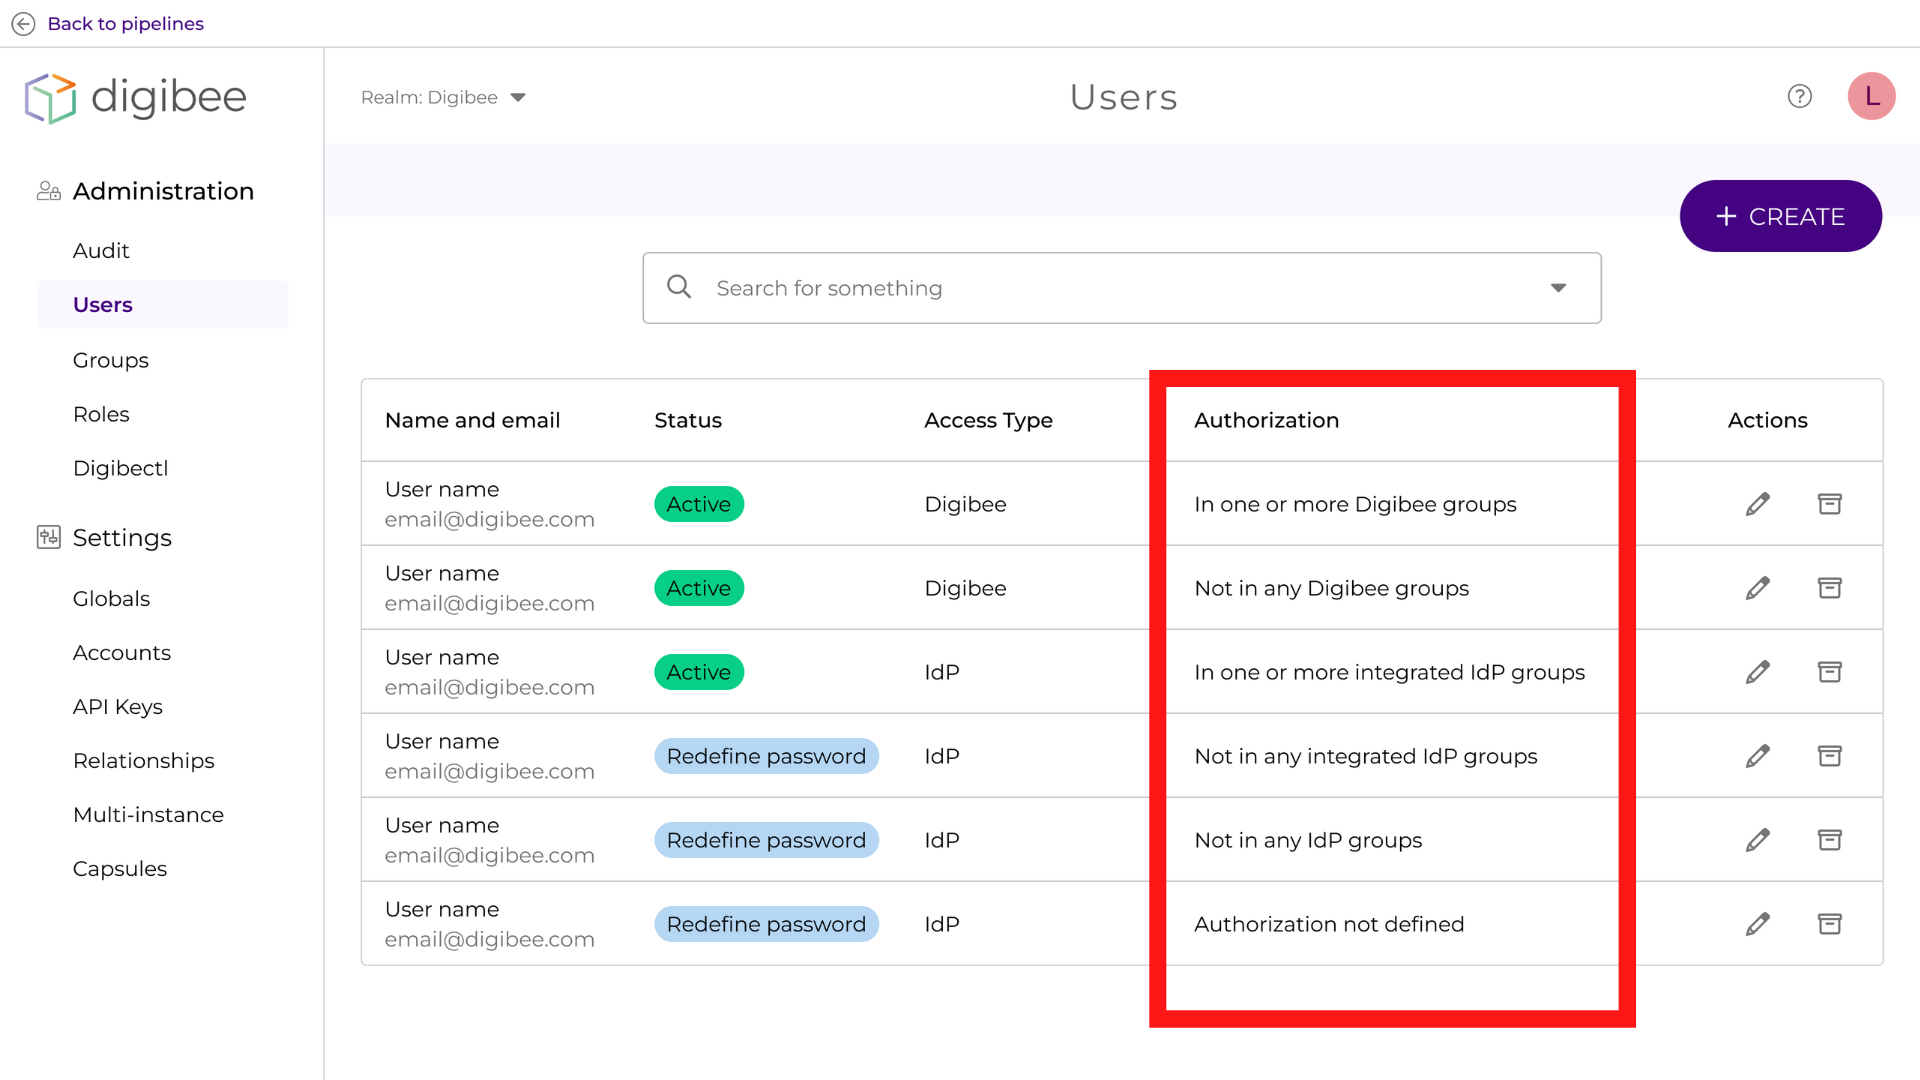 Back to pipelines
digibee
Realm: Digibee
Users
L
Administration
Audit
Users
Groups
Roles
Digibectl
Settings
Globals
Accounts
API Keys
Relationships
Multi-instance
Capsules
+ CREATE
Search for something
Name and email Status Access Type Authorization Actions
User name
email@digibee.com
Active Digibee In one or more Digibee groups
User name
email@digibee.com
Active Digibee Not in any Digibee groups
User name
email@digibee.com
Active IdP In one or more integrated IdP groups
User name
email@digibee.com
Redefine password IdP Not in any integrated IdP groups
User name
email@digibee.com
Redefine password IdP Not in any IdP groups
User name
email@digibee.com
Redefine password IdP Authorization not defined